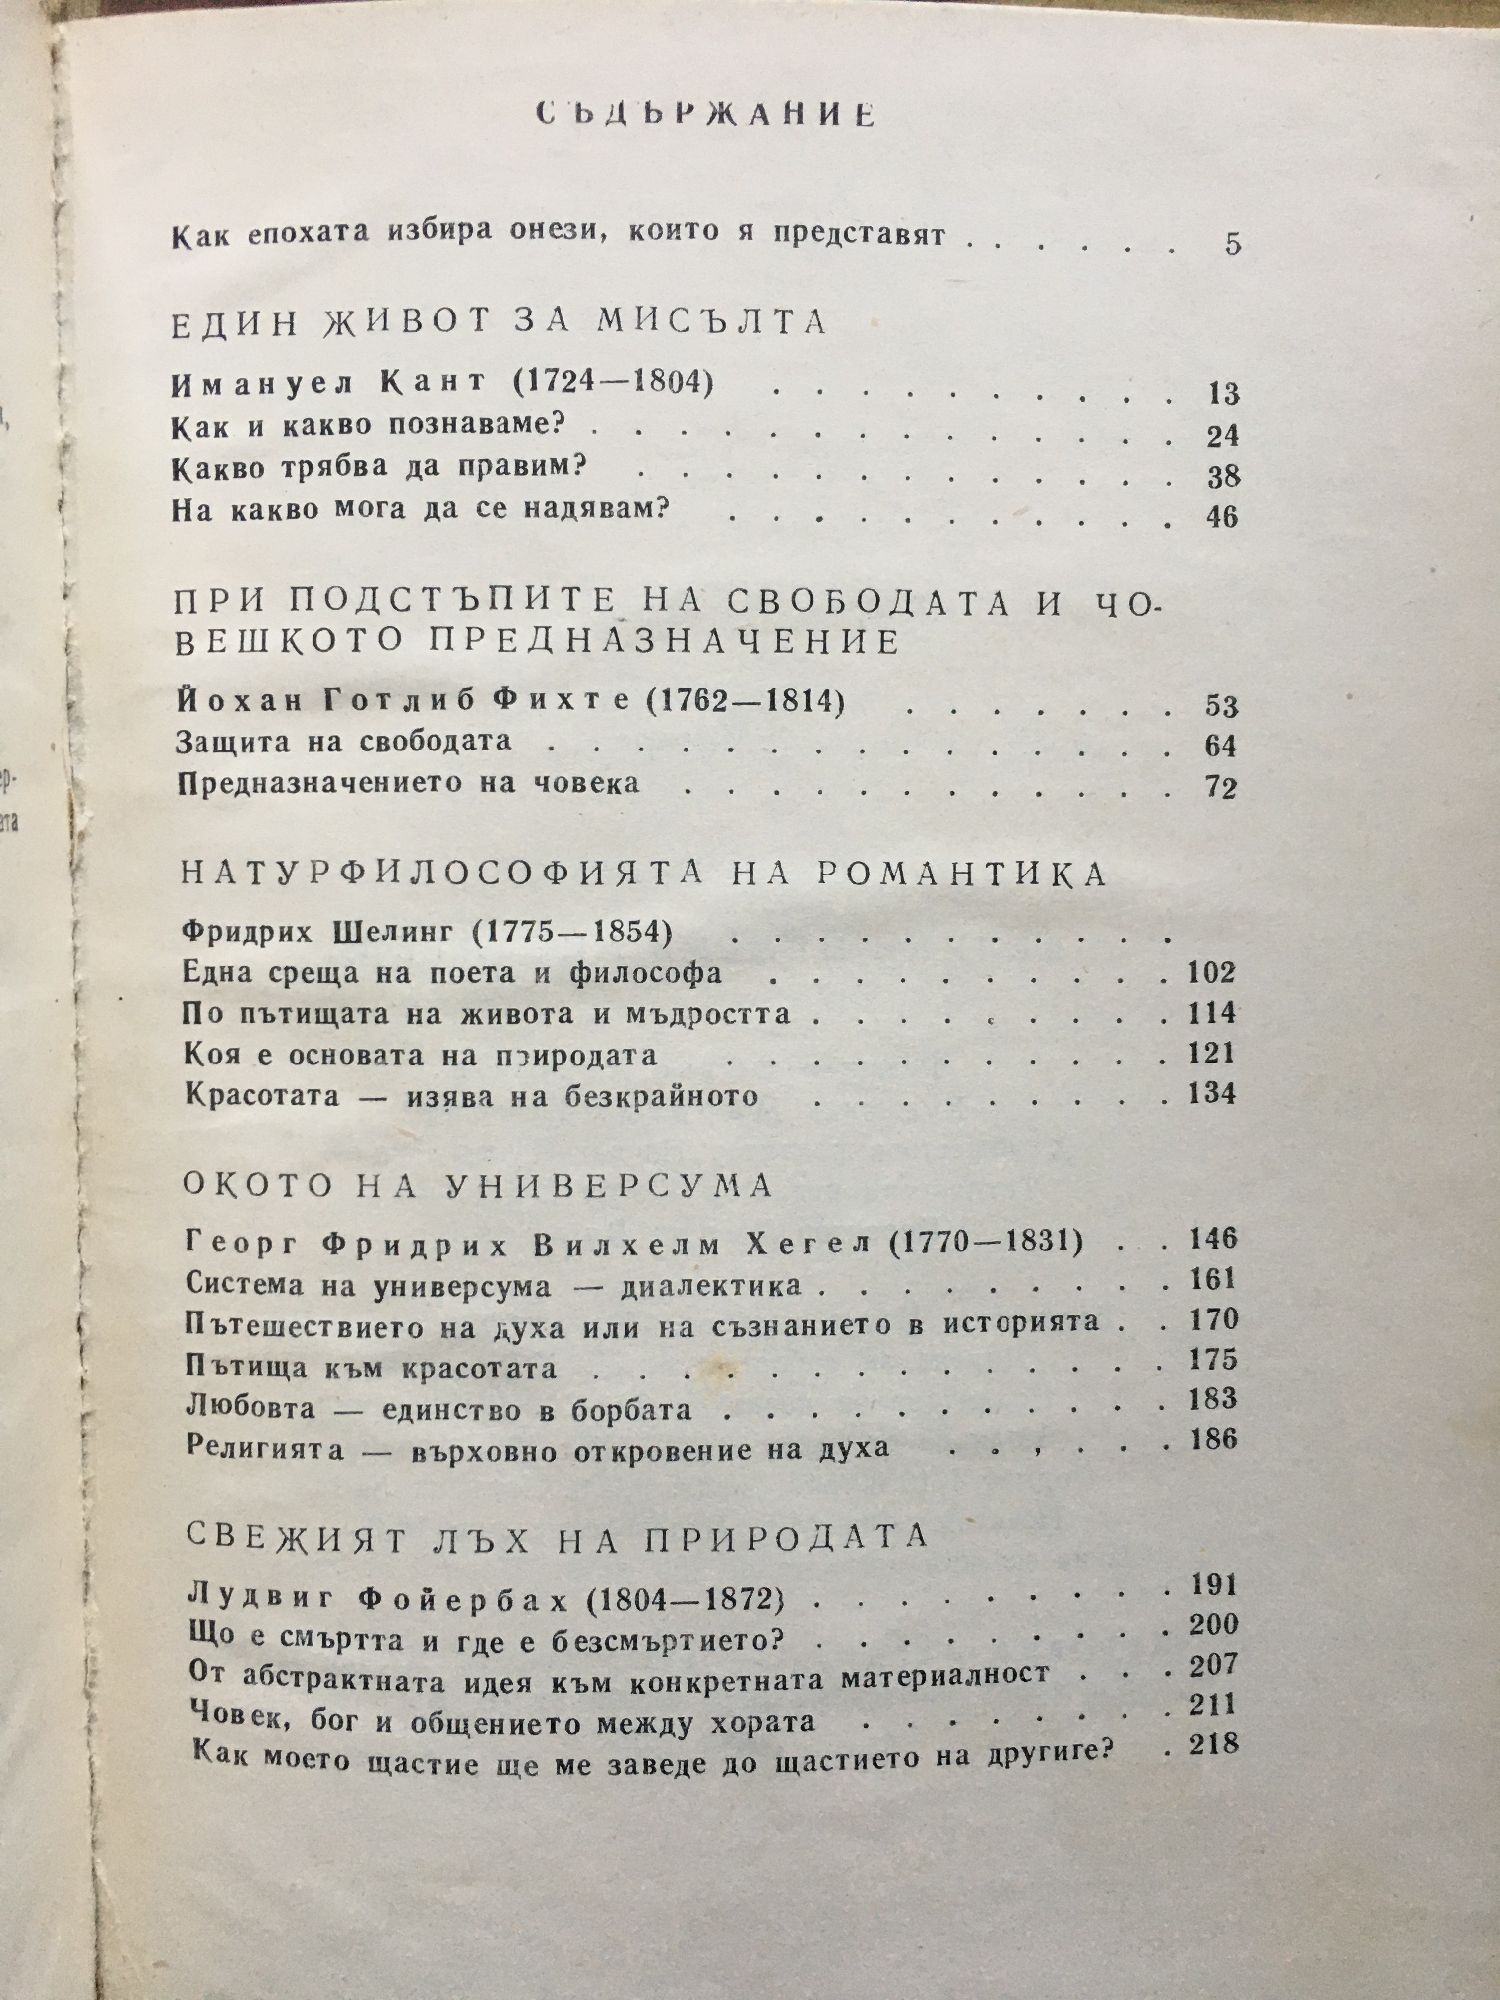 СЪДЪРЖАНИЕ
Как епохата избира онези, които я представят . . . . . . 5
ЕДИН ЖИВОТ ЗА МИСЪЛТА
Имануел Кант (1724—1804) . . . . . . . . . . 13
Как и какво познаваме? . . . . . . . . . . . . . . 24
Какво трябва да правим? . . . . . . . . . . . . . 38
На какво мога да се надявам? . . . . . . . . . . . 46
ПРИ ПОДСТЪПИТЕ НА СВОБОДАТА И ЧО-
ВЕШКОТО ПРЕДНАЗНАЧЕНИЕ
Йохан Готлиб Фихте (1762—1814) . . . . . . . 53
Защита на свободата . . . . . . . . . . . . . . . 64
Предназначението на човека . . . . . . . . . . . . 72
НАТУРФИЛОСОФИЯТА НА РОМАНТИКА
Фридрих Шелинг (1775—1854) . . . . . . . . . . .
Една среща на поета и философа . . . . . . . . . . 102
По пътищата на живота и мъдростта . . . . . . . . . 114
Коя е основата на природата . . . . . . . . . . . 121
Красотата — изява на безкрайното . . . . . . . . . 134
ОКОТО НА УНИВЕРСУМА
Георг Фридрих Вилхелм Хегел (1770—1831) . . 146
Система на универсума — диалектика . . . . . . . . . 161
Пътешествието на духа или на съзнанието в историята . . 170
Пътища към красотата . . . . . . . . . . . . . . 175
Любовта — единство в борбата . . . . . . . . . . . 183
Религията — върховно откровение на духа . . , . . . 186
СВЕЖИЯТ ЛЪХ НА ПРИРОДАТА
Лудвиг Фойербах (1804—1872) . . . . . . . . . 191
Що е смъртта и где е безсмъртието? . . . . . . . . . 200
От абстрактната идея към конкретната материалност . . . 207
Човек, бог и общението между хората . . . . . . . . 211
Как моето щастие ще ме заведе до щастието на другиге? . 218